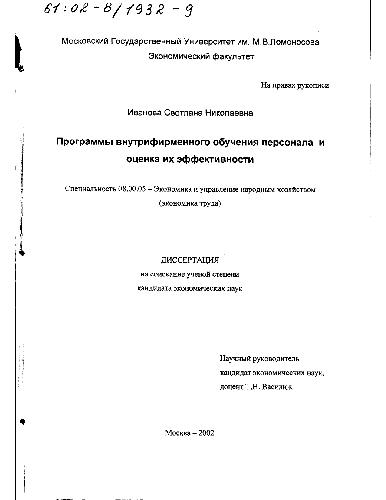 61:02-8/1932-9
Московский Государственный Университет им. М.В.Ломоносова
Экономический факультет
На правах рукописи
Иванова Светлана Николаевна
Программы внутрифирменного обучения персонала и
оценка их эффективности
Специальность 08.00.05 – Экономика и управление народным хозяйством
(экономика труда)
ДИССЕРТАЦИЯ
на соискание ученой степени
кандидата экономических наук
Научный руководитель
кандидат экономических наук,
доцент
Москва – 2002